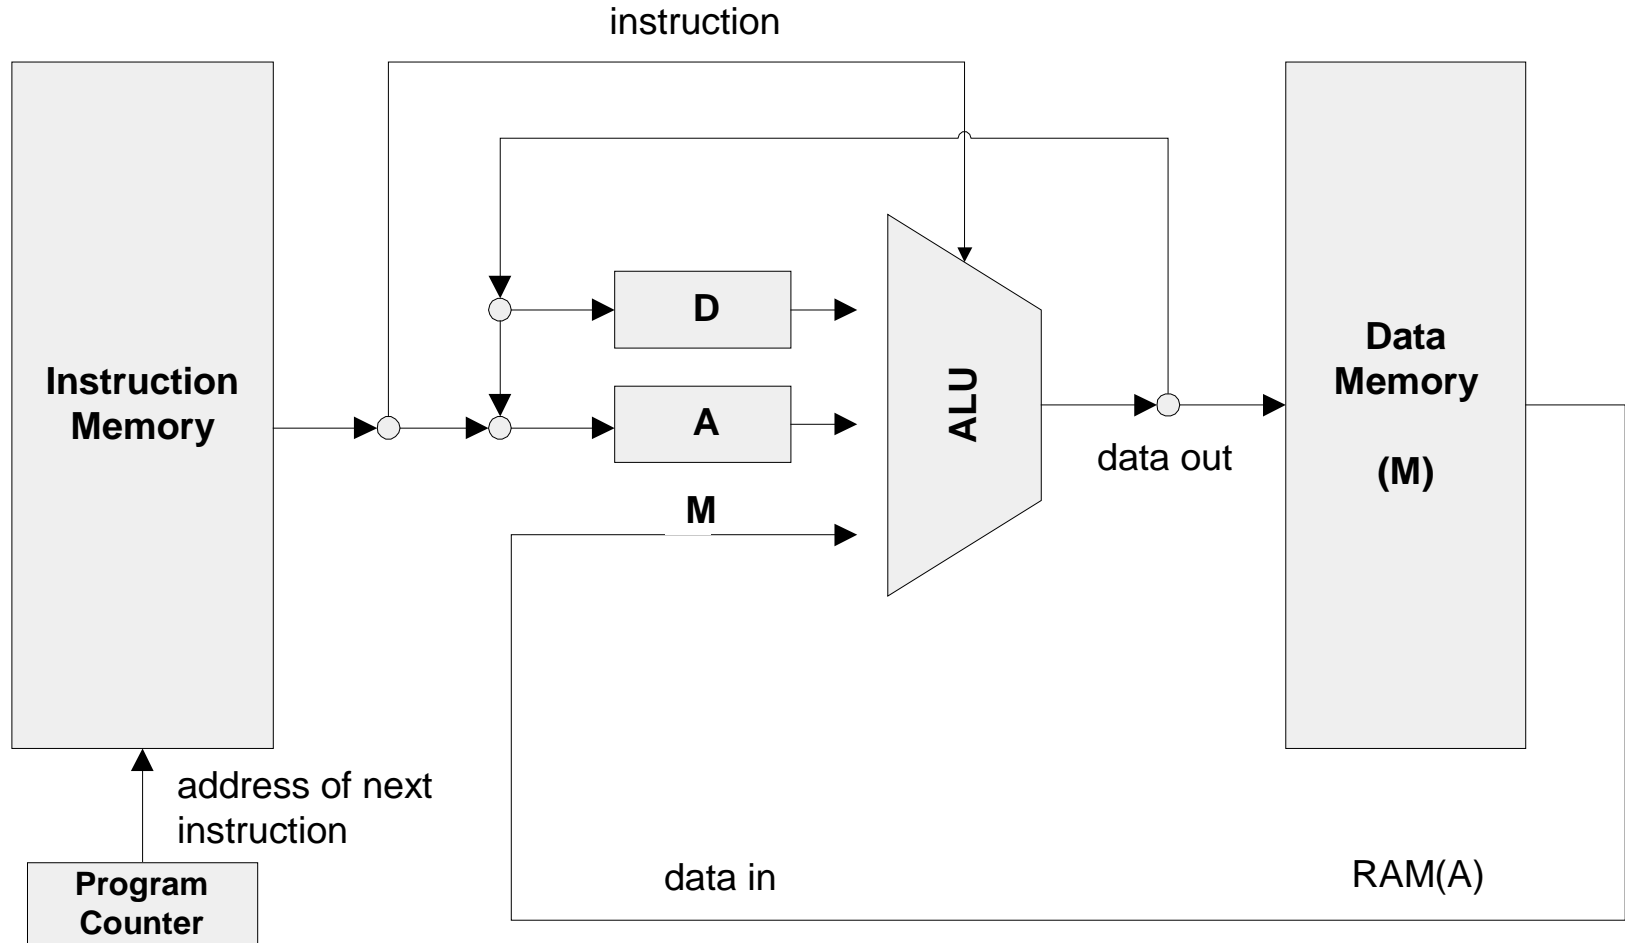 instruction
Instruction
Memory
D
A
M
ALU
data out
Data
Memory
(M)
address of next
instruction
Program
Counter
data in
RAM(A)